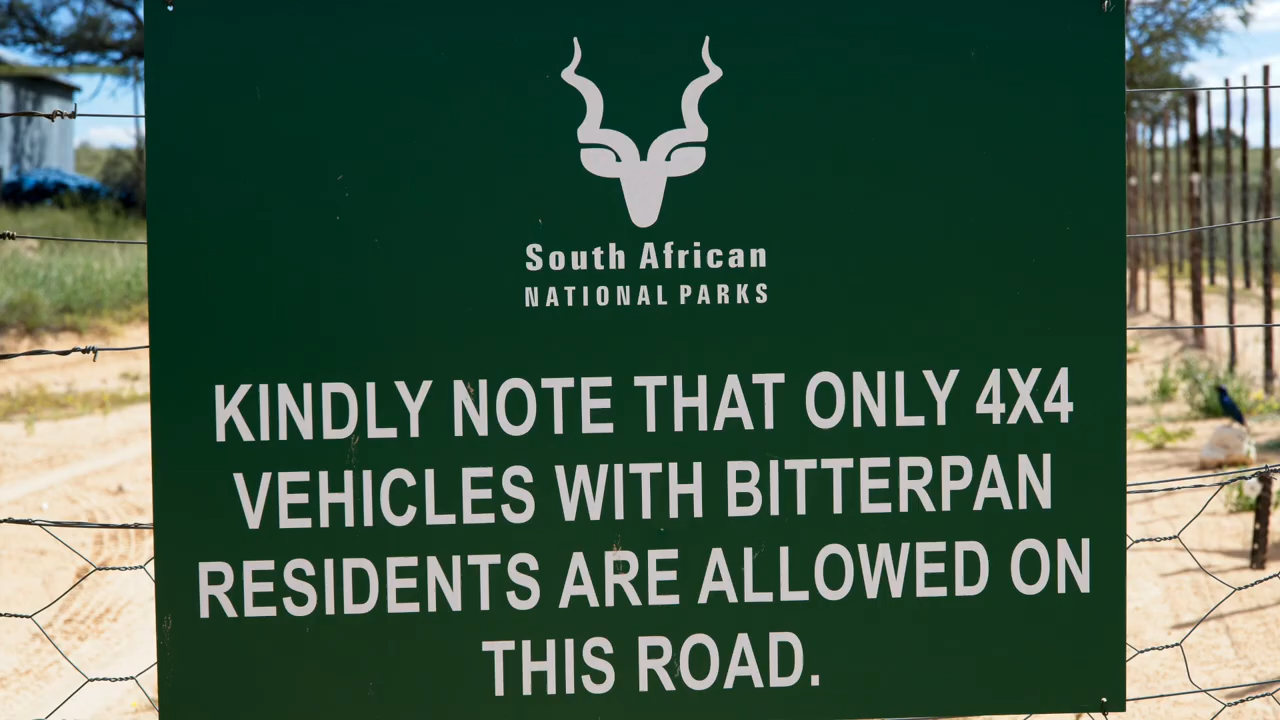 South African
NATIONAL PARKS
KINDLY NOTE THAT ONLY 4X4
VEHICLES WITH BITTERPAN
RESIDENTS ARE ALLOWED ON
THIS ROAD.